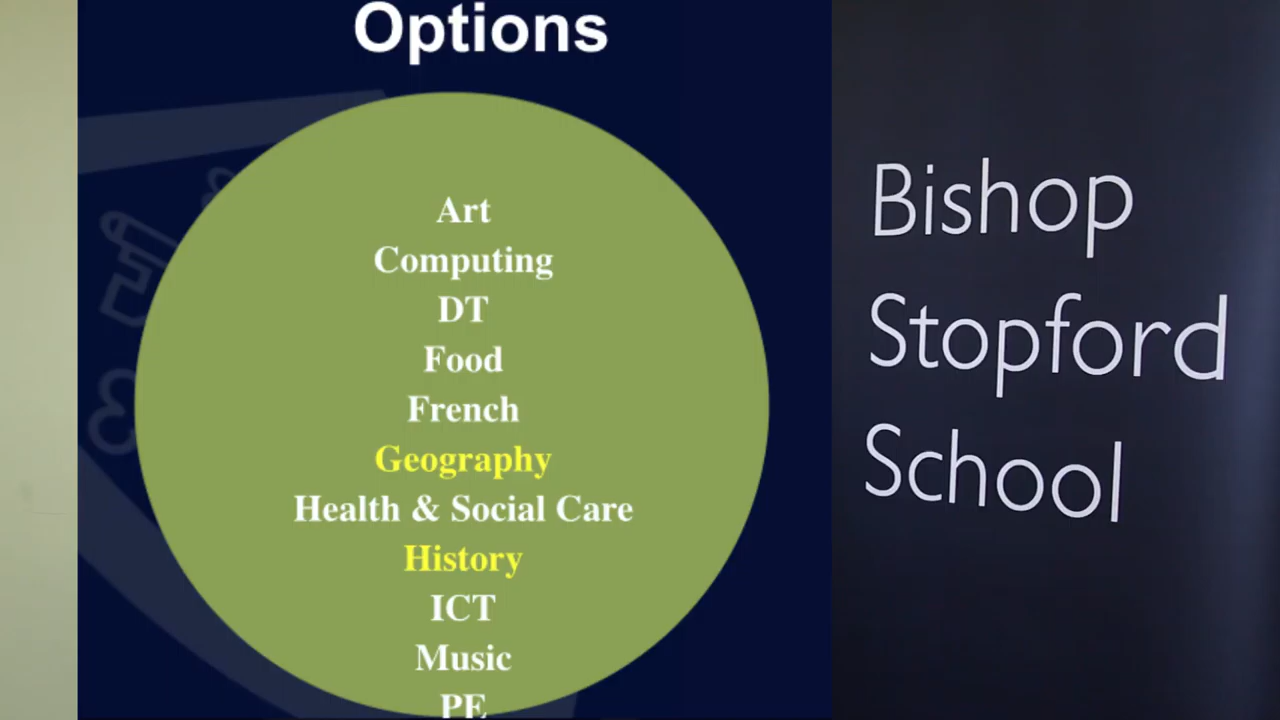 Options
Art
Computing
DT
Food
French
Geography
Health & Social Care
History
ICT
Music
PE
Bishop
Stopford
School